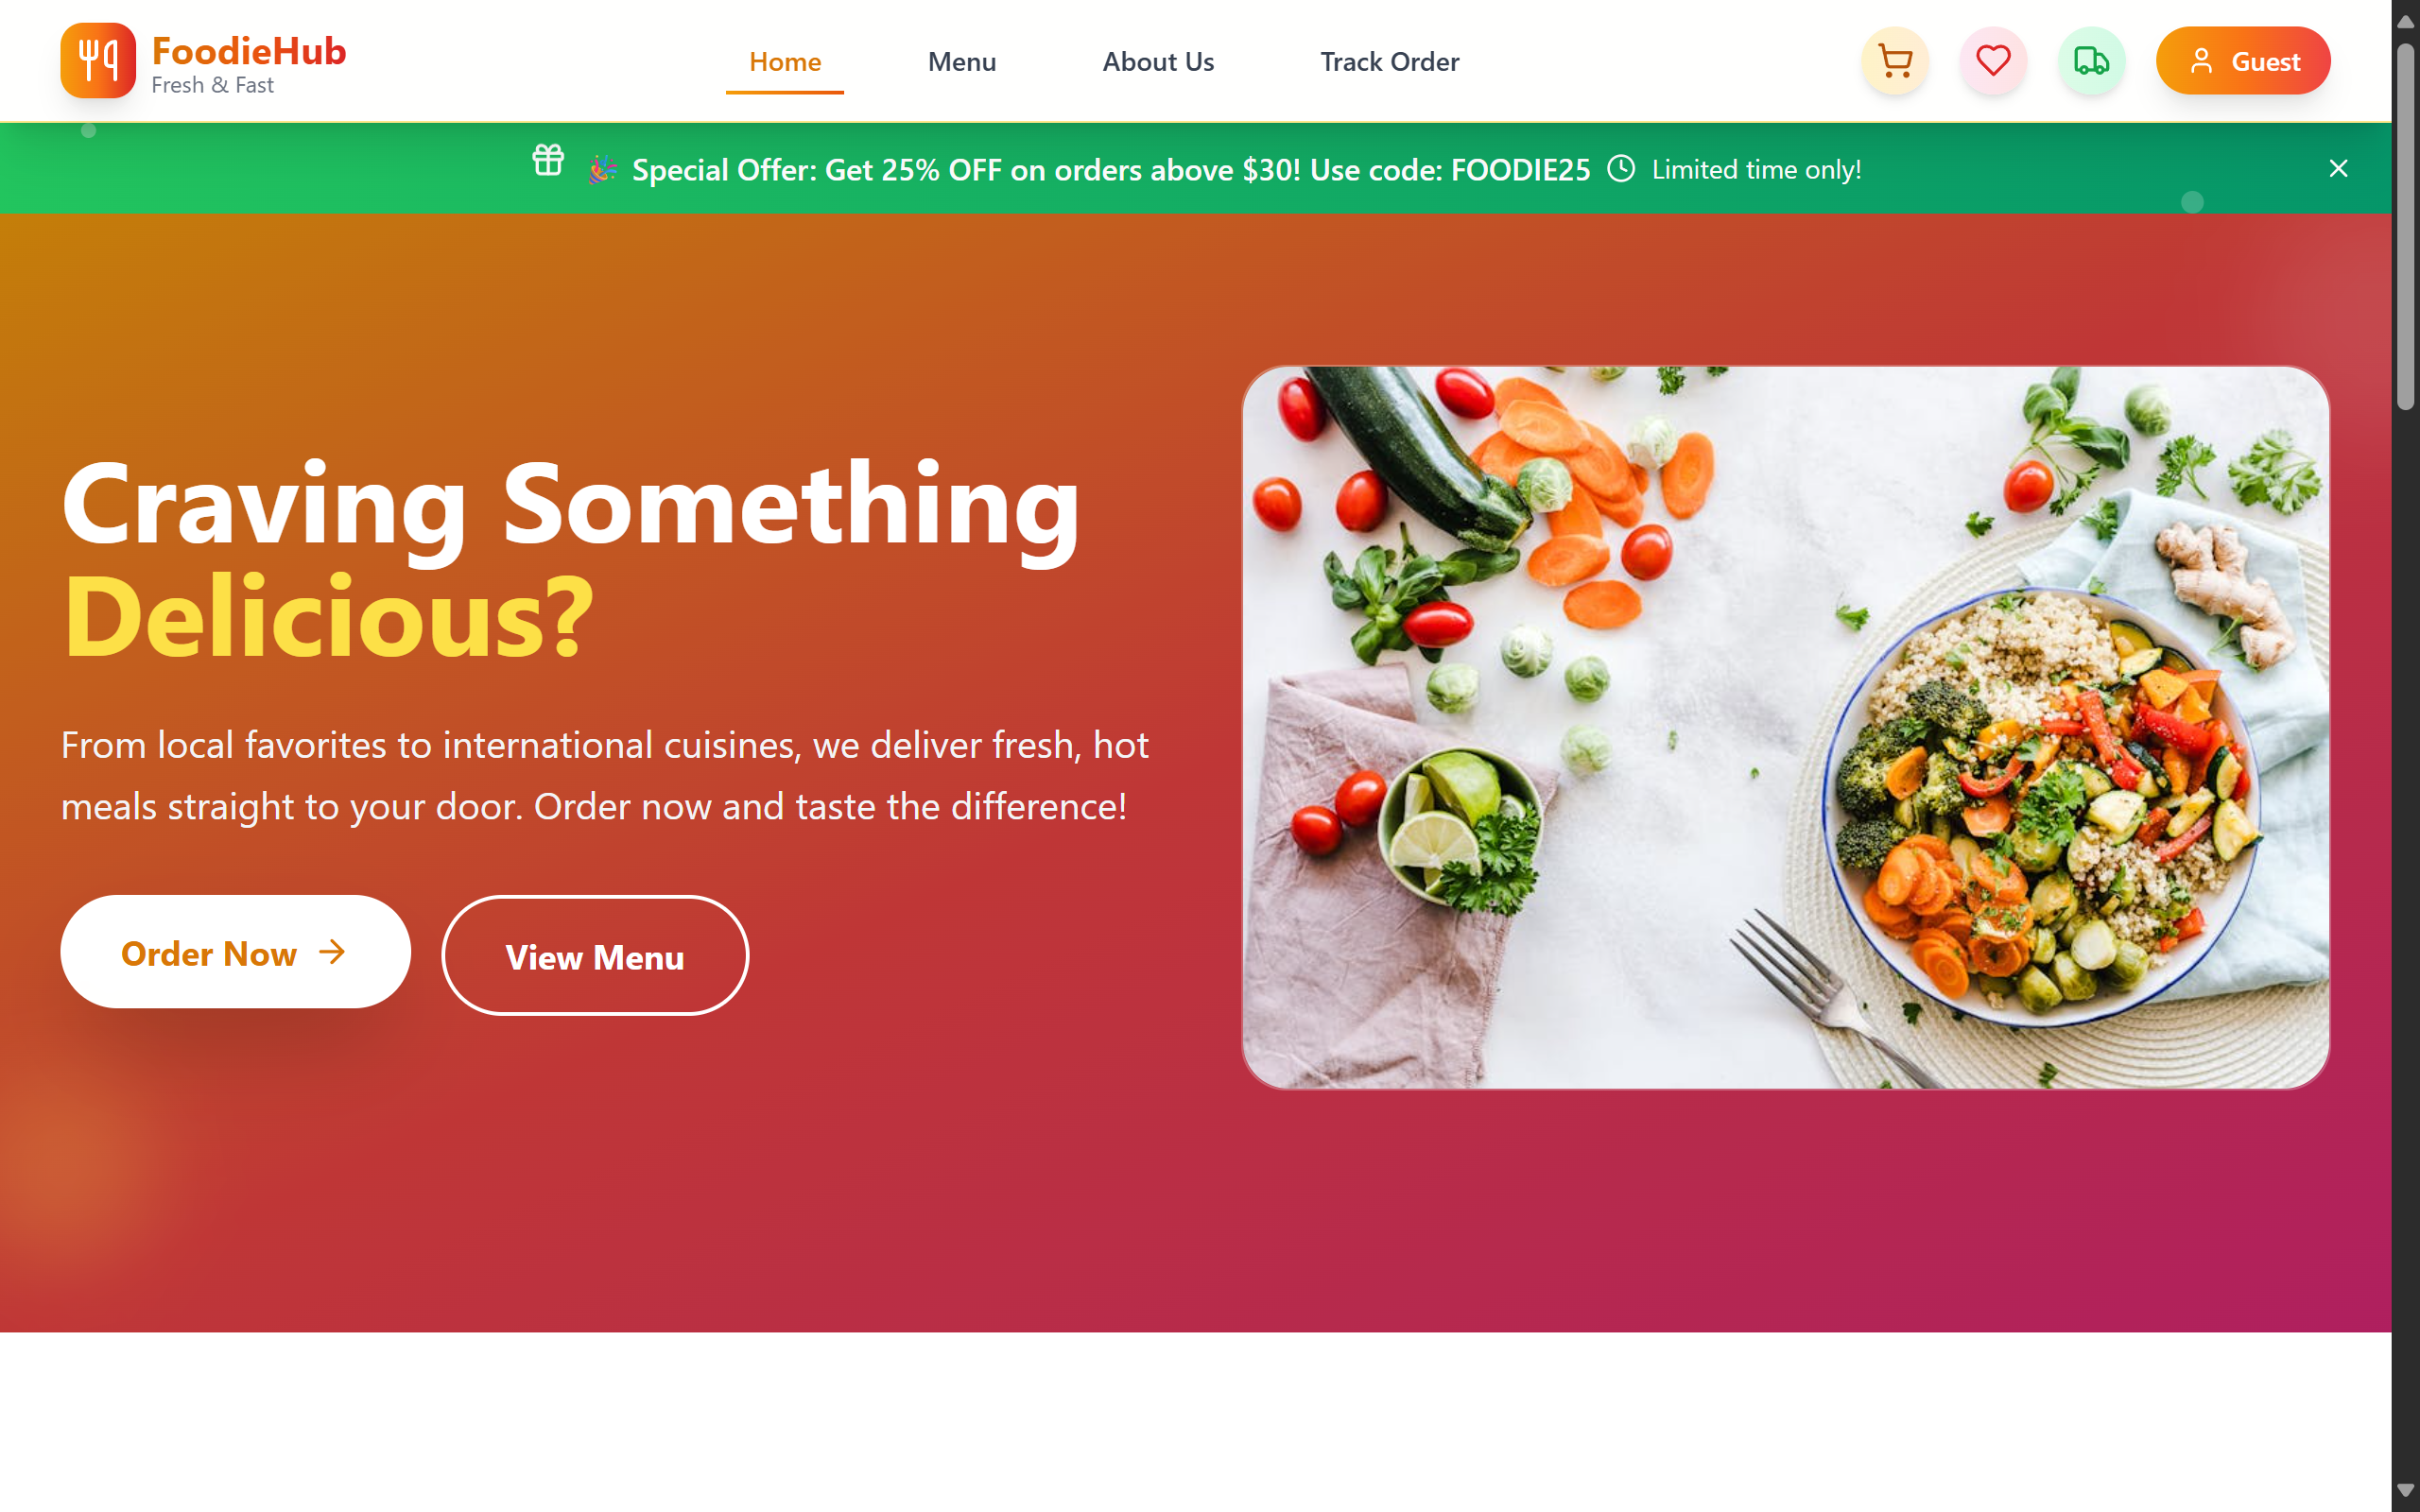 FoodieHub
Fresh & Fast
Home
Menu
About Us
Track Order
Guest
🎉 Special Offer: Get 25% OFF on orders above $30! Use code: FOODIE25
Limited time only!
Craving Something
Delicious?
From local favorites to international cuisines, we deliver fresh, hot
meals straight to your door. Order now and taste the difference!
Order Now
View Menu